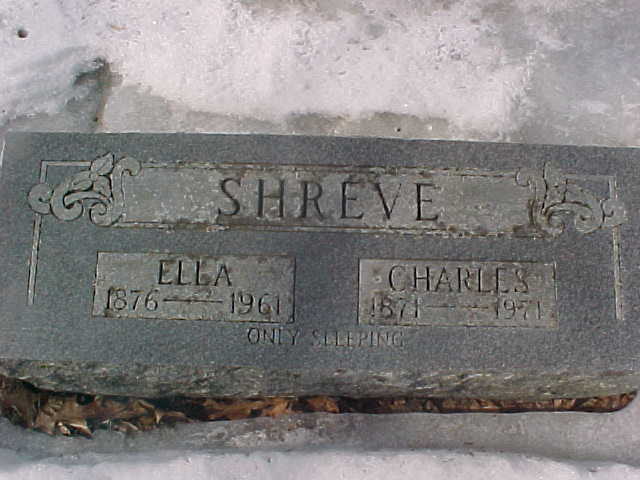 SHREVE
ELLA
1876 — 1961
CHARLES
1871 — 1971
ONLY SLEEPING